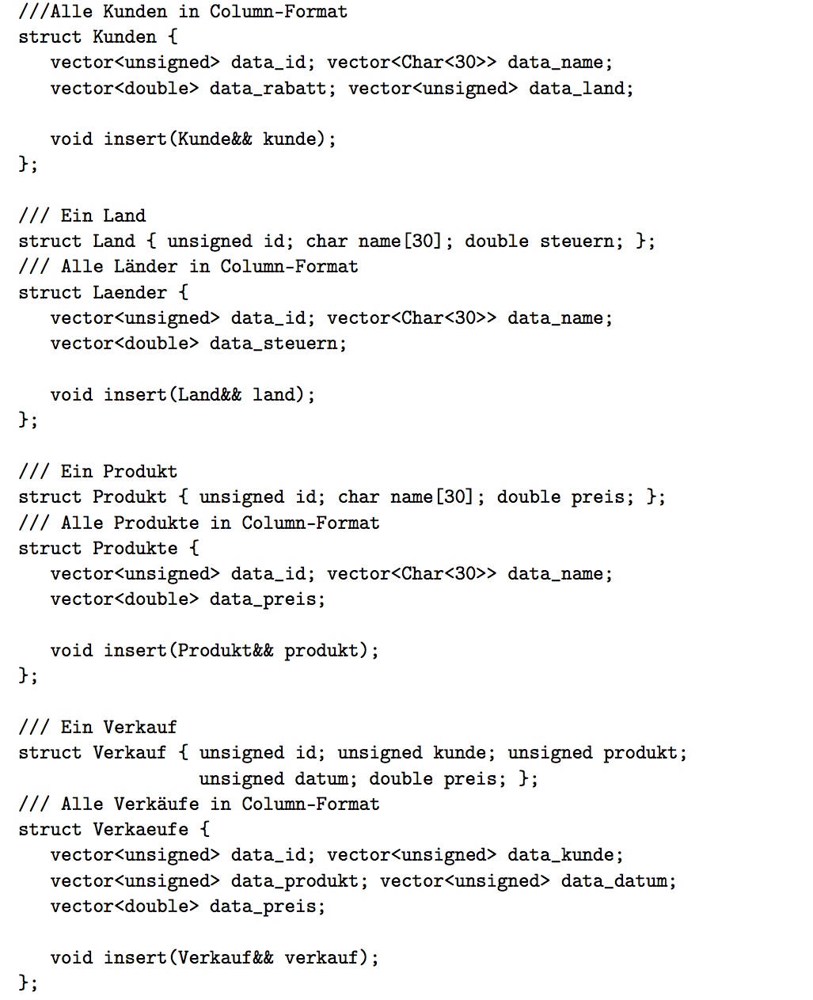 ///Alle Kunden in Column-Format
struct Kunden {
   vector<unsigned> data_id; vector<Char<30>> data_name;
   vector<double> data_rabatt; vector<unsigned> data_land;

   void insert(Kunde&& kunde);
};

/// Ein Land
struct Land { unsigned id; char name[30]; double steuern; };
/// Alle Länder in Column-Format
struct Laender {
   vector<unsigned> data_id; vector<Char<30>> data_name;
   vector<double> data_steuern;

   void insert(Land&& land);
};

/// Ein Produkt
struct Produkt { unsigned id; char name[30]; double preis; };
/// Alle Produkte in Column-Format
struct Produkte {
   vector<unsigned> data_id; vector<Char<30>> data_name;
   vector<double> data_preis;

   void insert(Produkt&& produkt);
};

/// Ein Verkauf
struct Verkauf { unsigned id; unsigned kunde; unsigned produkt;
                 unsigned datum; double preis; };
/// Alle Verkäufe in Column-Format
struct Verkaeufe {
   vector<unsigned> data_id; vector<unsigned> data_kunde;
   vector<unsigned> data_produkt; vector<unsigned> data_datum;
   vector<double> data_preis;

   void insert(Verkauf&& verkauf);
};